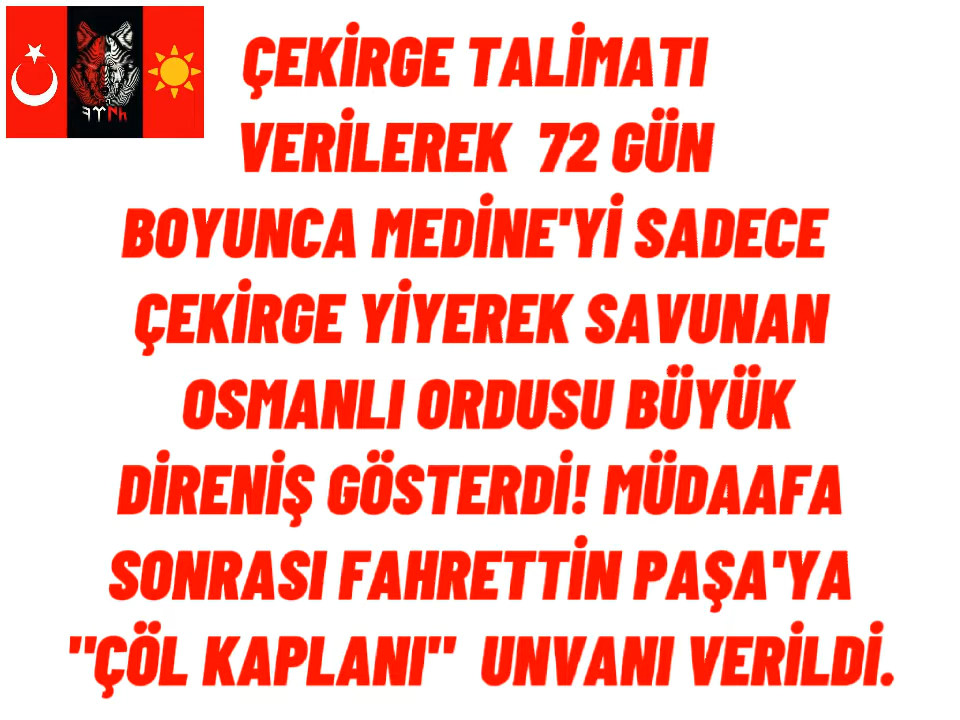 ÇEKİRGE TALİMATI
VERİLEREK 72 GÜN
BOYUNCA MEDİNE'Yİ SADECE
ÇEKİRGE YİYEREK SAVUNAN
OSMANLI ORDUSU BÜYÜK
DİRENİŞ GÖSTERDİ! MÜDAAFA
SONRASI FAHRETTİN PAŞA'YA
"ÇÖL KAPLANI" UNVANI VERİLDİ.